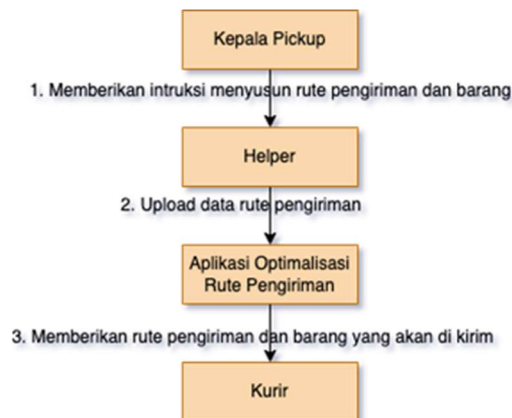 Kepala Pickup
1. Memberikan intruksi menyusun rute pengiriman dan barang
Helper
2. Upload data rute pengiriman
Aplikasi Optimalisasi
Rute Pengiriman
3. Memberikan rute pengiriman dan barang yang akan di kirim
Kurir